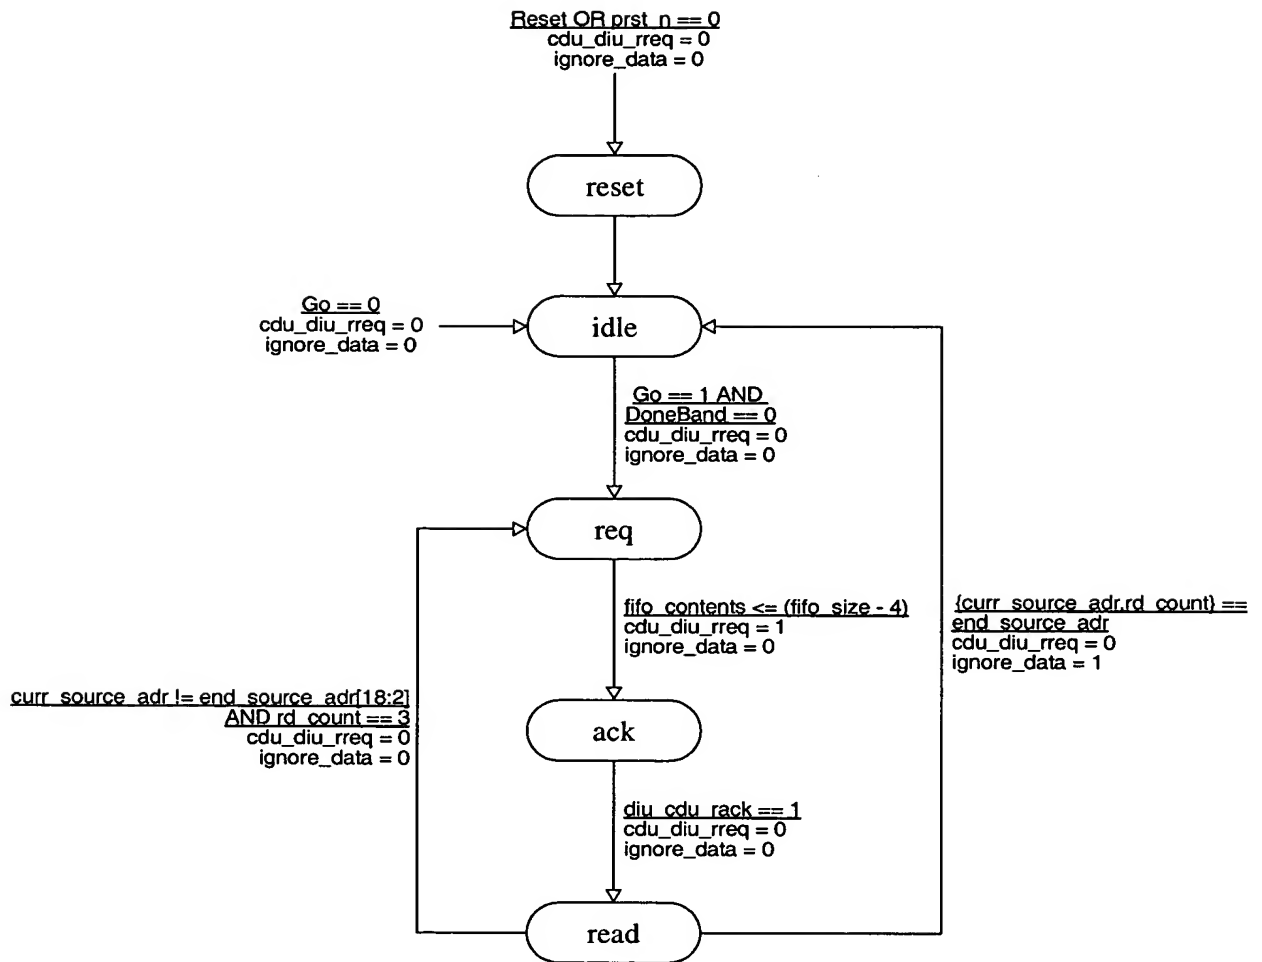 Reset OR prst_n == 0
cdu_diu_rreq = 0
ignore_data = 0
reset
Go == 0
cdu_diu_rreq = 0
ignore_data = 0
idle
Go == 1 AND
DoneBand == 0
cdu_diu_rreq = 0
ignore_data = 0
req
fifo_contents <= (fifo_size - 4)
cdu_diu_rreq = 1
ignore_data = 0
{curr_source_adr,rd_count} ==
end_source_adr
cdu_diu_rreq = 0
ignore_data = 1
curr_source_adr != end_source_adr[18:2]
AND rd_count == 3
cdu_diu_rreq = 0
ignore_data = 0
ack
diu_cdu_rack == 1
cdu_diu_rreq = 0
ignore_data = 0
read